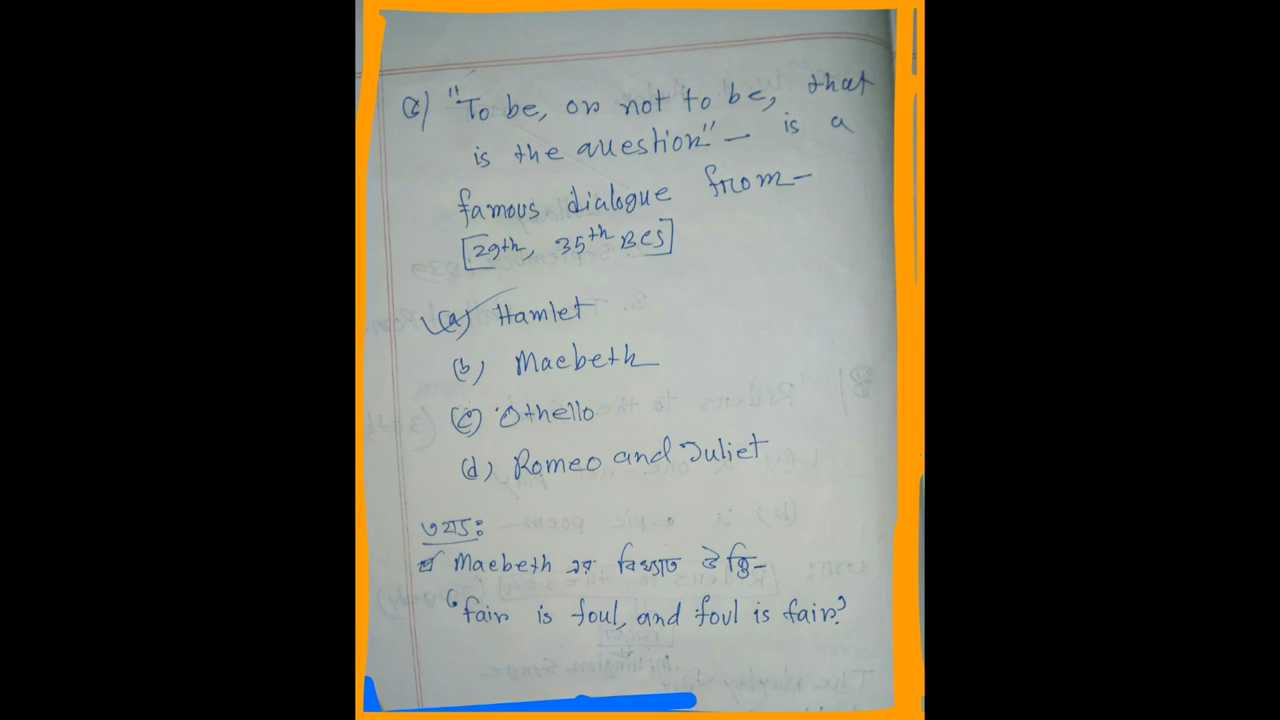 ৫) "To be, or not to be, that
is the question" – is a
famous dialogue from–
[29th, 35th BCS]
(a) Hamlet
(b) Macbeth
(c) Othello
(d) Romeo and Juliet
তথ্য:
Macbeth এর বিখ্যাত উক্তি–
"fair is foul, and foul is fair"